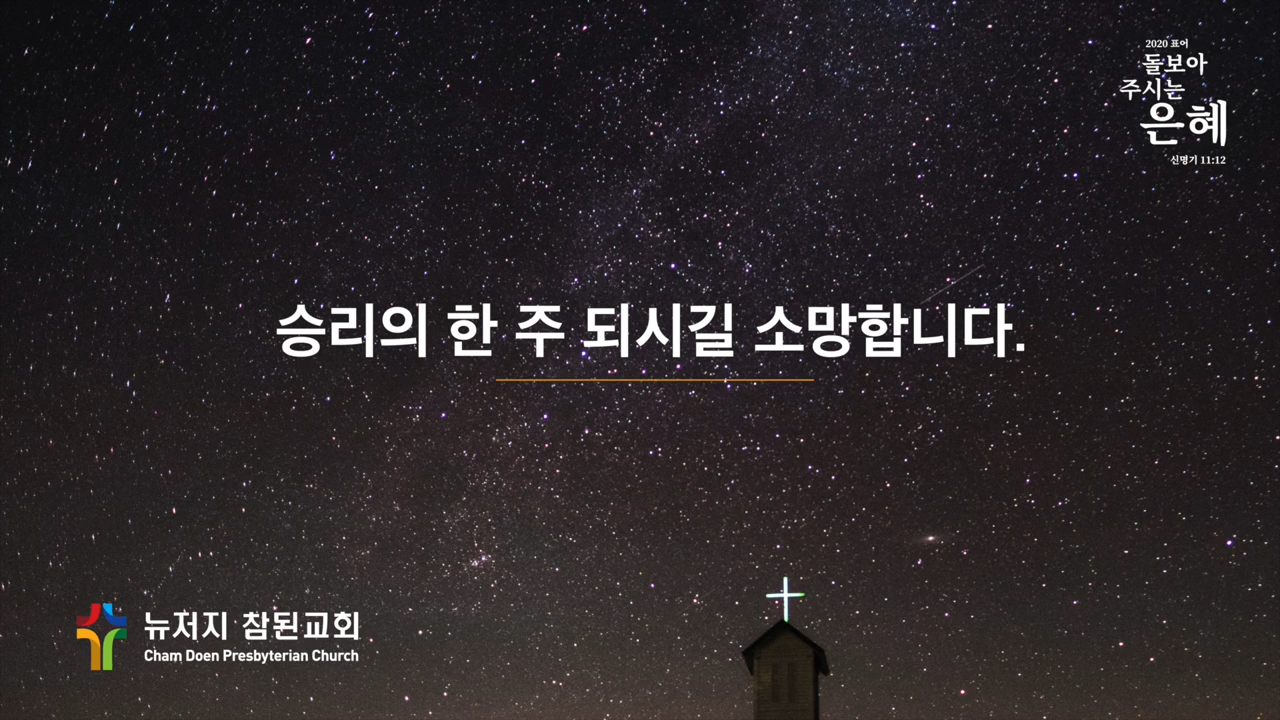 2020 표어
돌보아
주시는
은혜
신명기 11:12
승리의 한 주 되시길 소망합니다.
뉴저지 참된교회
Cham Doen Presbyterian Church